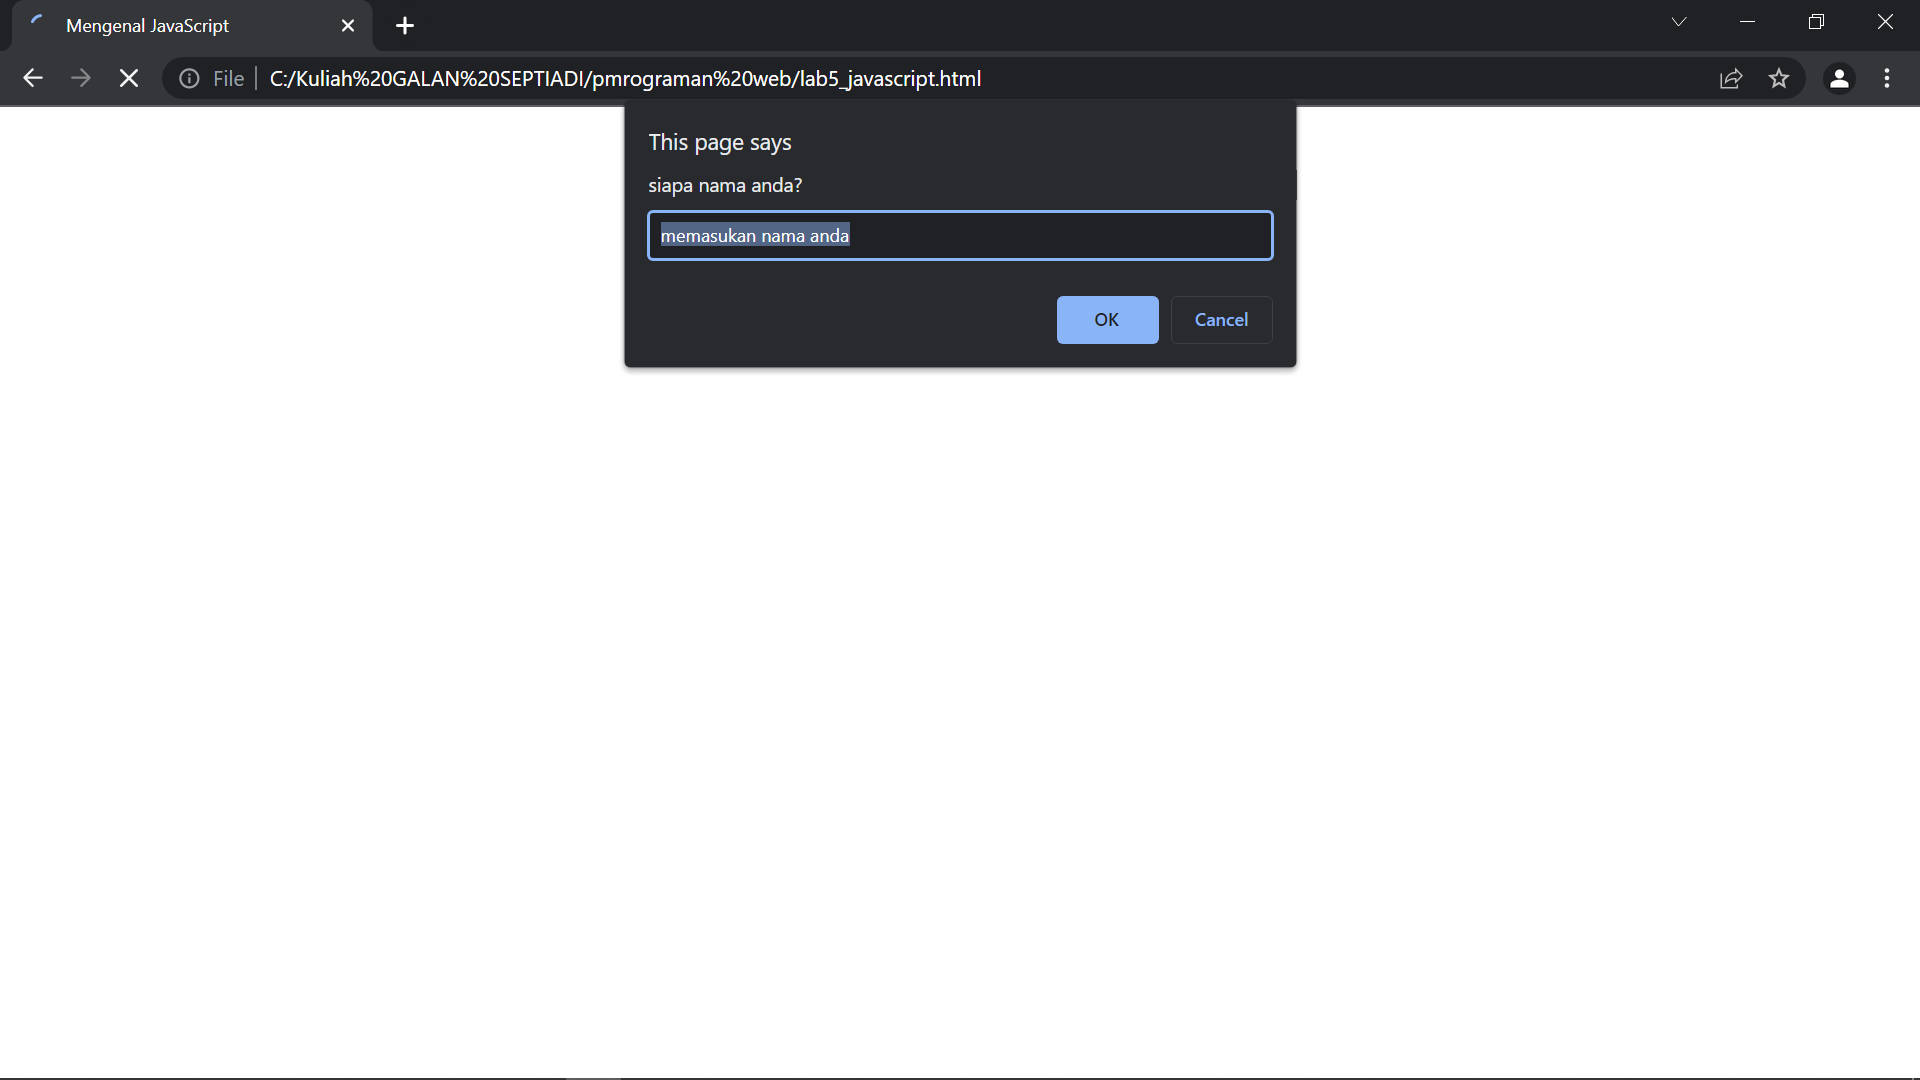 Mengenal JavaScript
File C:/Kuliah%20GALAN%20SEPTIADI/pmrograman%20web/lab5_javascript.html
This page says
siapa nama anda?
memasukan nama anda
OK Cancel